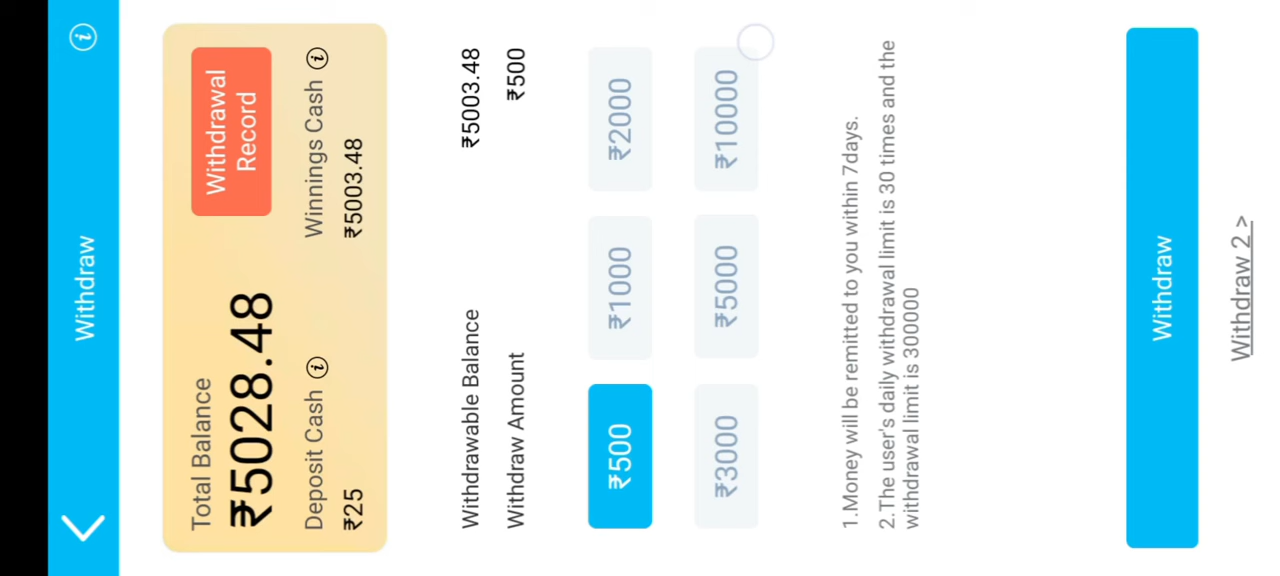 Withdraw
Total Balance
₹5028.48
Withdrawal
Record
Deposit Cash
Winnings Cash
₹25
₹5003.48
Withdrawable Balance
₹5003.48
Withdraw Amount
₹500
₹500
₹1000
₹2000
₹3000
₹5000
₹10000
1.Money will be remitted to you within 7days.
2.The user's daily withdrawal limit is 30 times and the
withdrawal limit is 300000
Withdraw
Withdraw 2 >